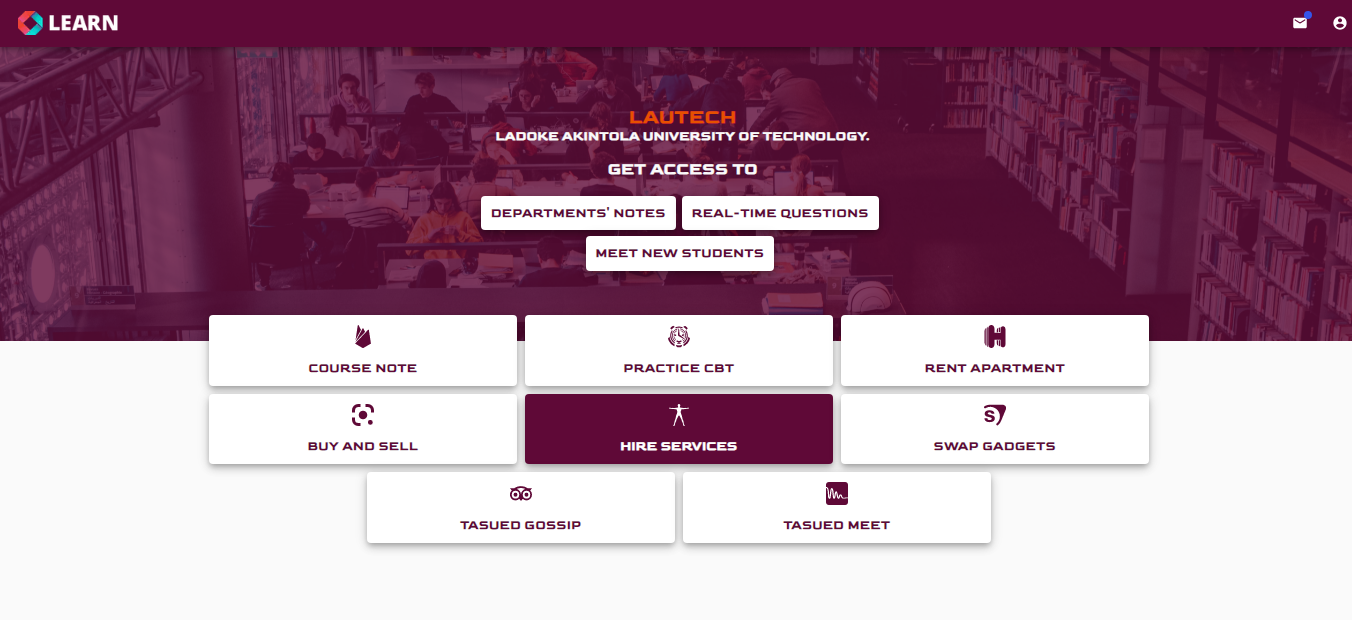 LEARN
LAUTECH
LADOKE AKINTOLA UNIVERSITY OF TECHNOLOGY.
GET ACCESS TO
DEPARTMENTS' NOTES REAL-TIME QUESTIONS
MEET NEW STUDENTS
COURSE NOTE PRACTICE CBT RENT APARTMENT
BUY AND SELL HIRE SERVICES SWAP GADGETS
TASUED GOSSIP TASUED MEET